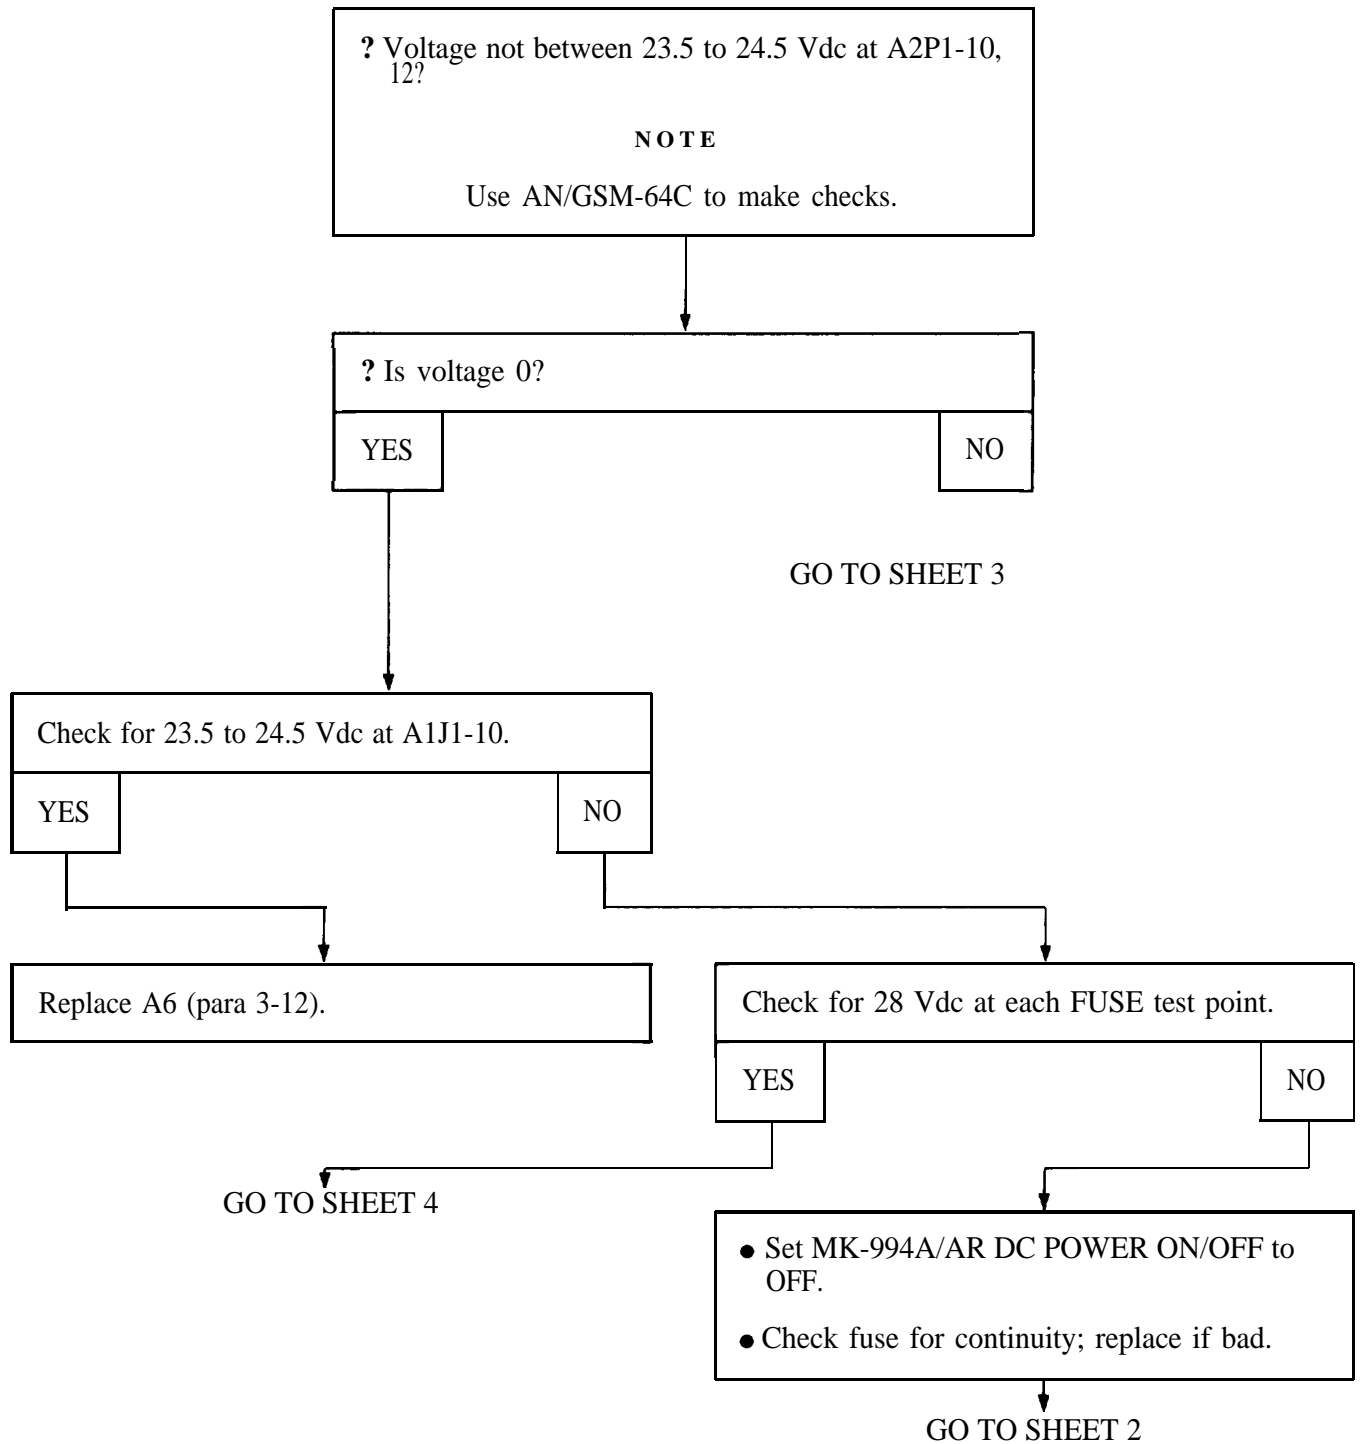 ? Voltage not between 23.5 to 24.5 Vdc at A2P1-10,
12?
NOTE
Use AN/GSM-64C to make checks.
? Is voltage 0?
YES
NO
GO TO SHEET 3
Check for 23.5 to 24.5 Vdc at A1J1-10.
YES
NO
Replace A6 (para 3-12).
Check for 28 Vdc at each FUSE test point.
YES
NO
GO TO SHEET 4
● Set MK-994A/AR DC POWER ON/OFF to
OFF.
● Check fuse for continuity; replace if bad.
GO TO SHEET 2